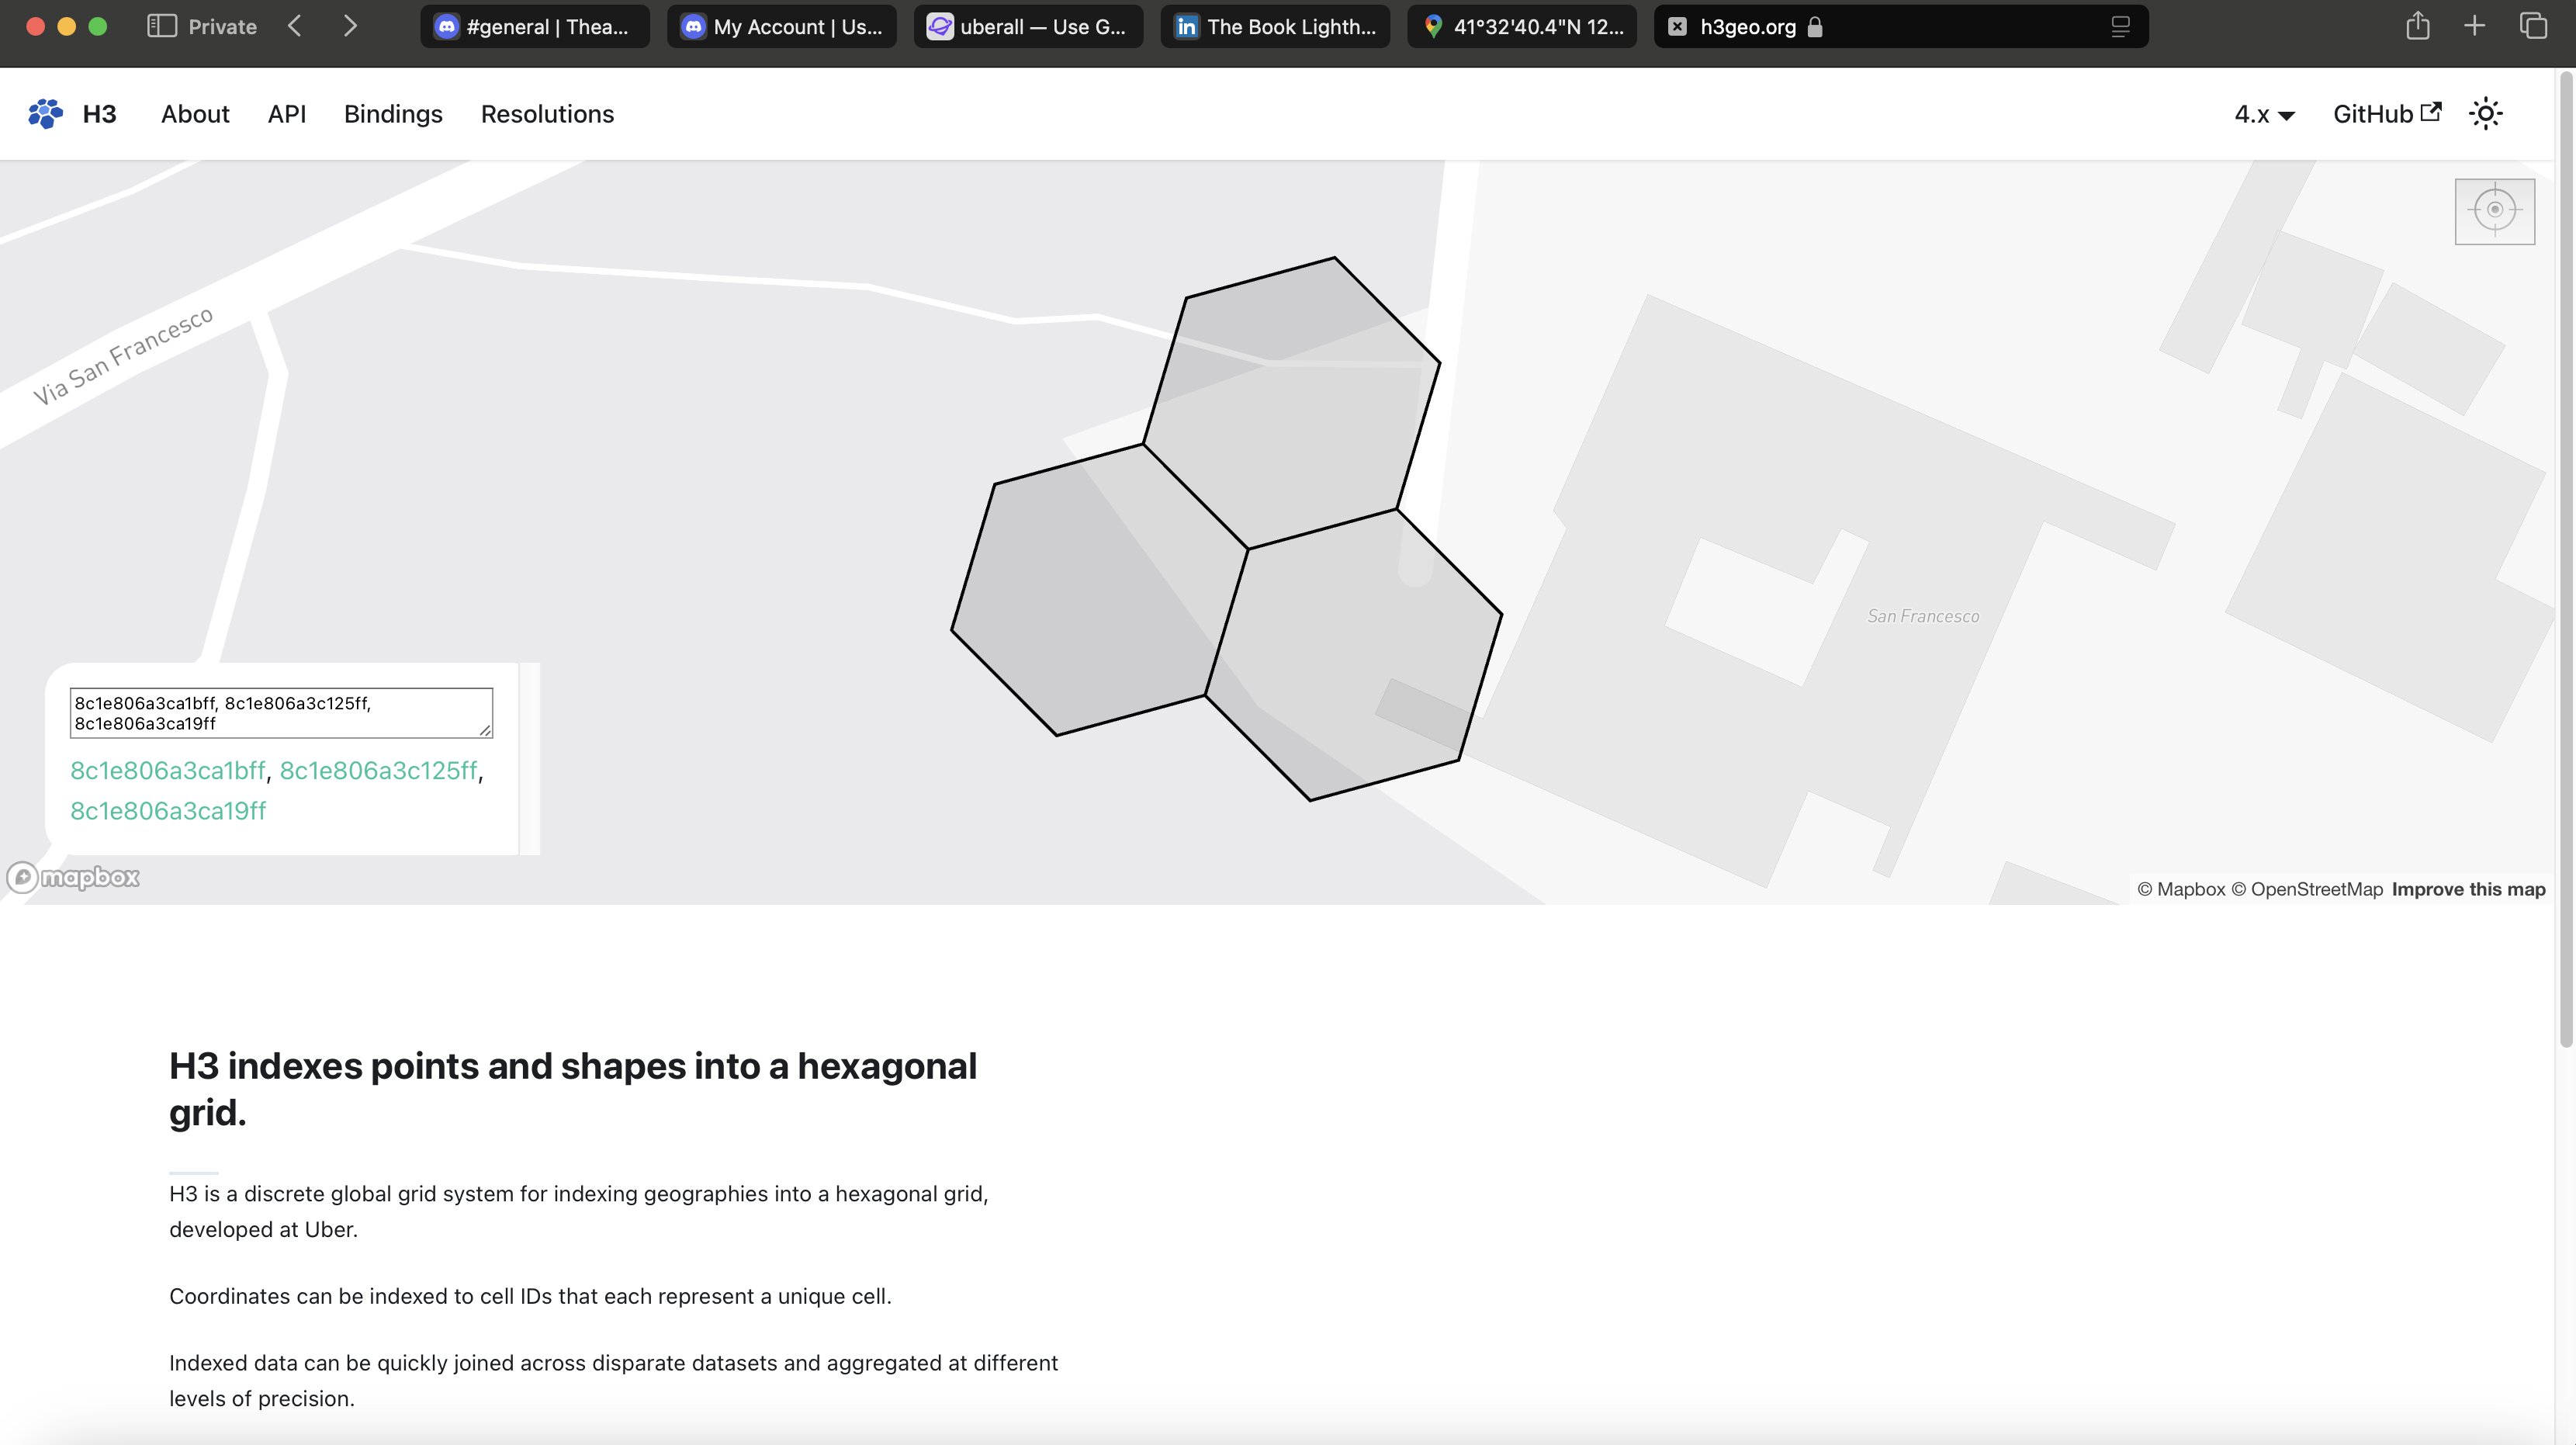 Private
#general | Thea...
My Account | Us...
uberall — Use G...
in The Book Lighth...
41°32'40.4"N 12...
h3geo.org
H3 About API Bindings Resolutions
4.x GitHub
Via San Francesco
San Francesco
8c1e806a3ca1bff, 8c1e806a3c125ff,
8c1e806a3ca19ff
8c1e806a3ca1bff, 8c1e806a3c125ff,
8c1e806a3ca19ff
mapbox
© Mapbox © OpenStreetMap Improve this map
H3 indexes points and shapes into a hexagonal
grid.
H3 is a discrete global grid system for indexing geographies into a hexagonal grid,
developed at Uber.
Coordinates can be indexed to cell IDs that each represent a unique cell.
Indexed data can be quickly joined across disparate datasets and aggregated at different
levels of precision.